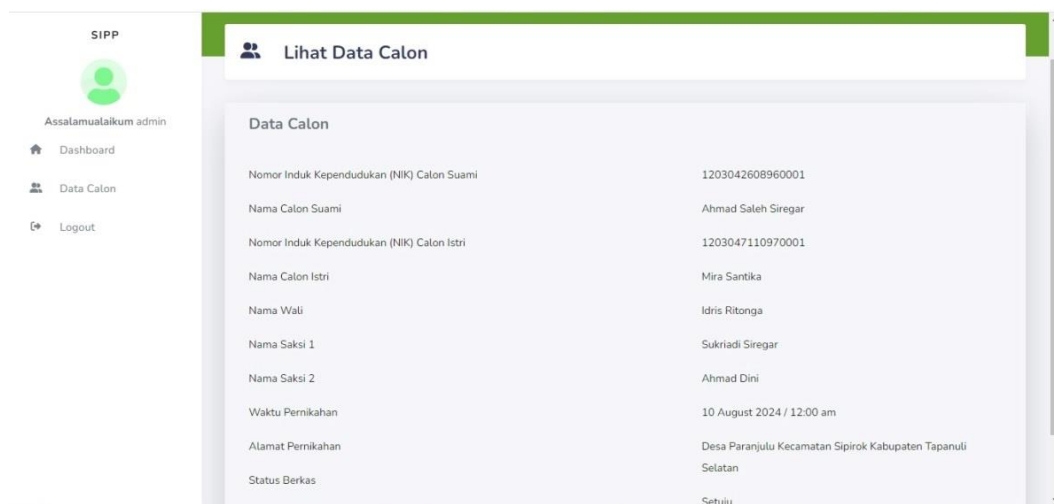 SIPP
Assalamualaikum admin
Dashboard
Data Calon
Logout
Lihat Data Calon
Data Calon
Nomor Induk Kependudukan (NIK) Calon Suami 1203042608960001
Nama Calon Suami Ahmad Saleh Siregar
Nomor Induk Kependudukan (NIK) Calon Istri 1203047110970001
Nama Calon Istri Mira Santika
Nama Wali Idris Ritonga
Nama Saksi 1 Sukriadi Siregar
Nama Saksi 2 Ahmad Dini
Waktu Pernikahan 10 August 2024 / 12:00 am
Alamat Pernikahan Desa Paranjulu Kecamatan Sipirok Kabupaten Tapanuli
Selatan
Status Berkas
Setuju